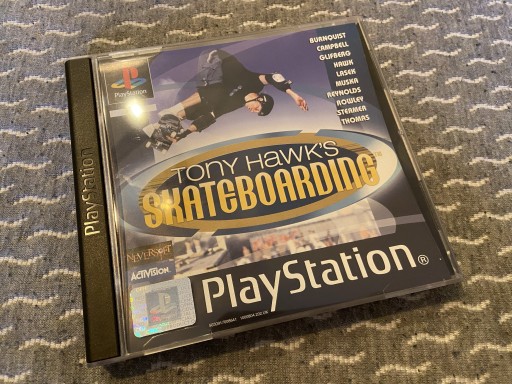 BURNQUIST
CAMPBELL
GLIFBERG
HAWK
LASEK
MUSKA
REYNOLDS
ROWLEY
STEAMER
THOMAS
PlayStation
TONY HAWK'S
SKATEBOARDING
PlayStation
NEVERSOFT
ACTIVISION.
PlayStation®